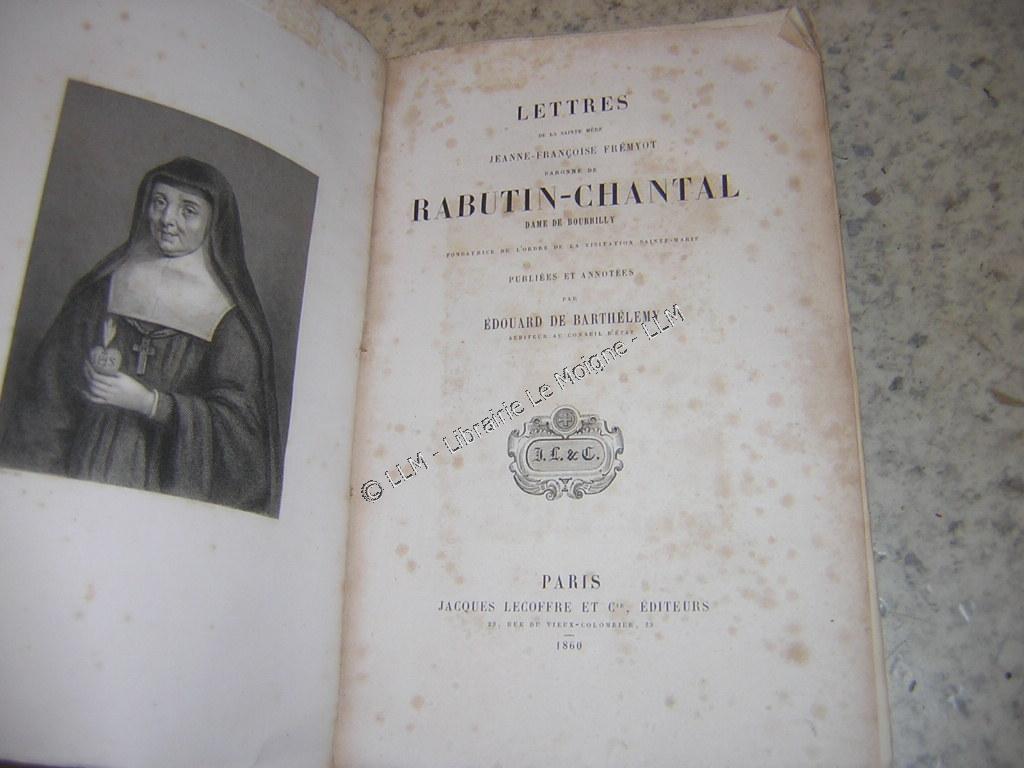 LETTRES
DE LA SAINTE MÈRE
JEANNE-FRANÇOISE FRÉMYOT
BARONNE DE
RABUTIN-CHANTAL
DAME DE BOURBILLY
FONDATRICE DE L'ORDRE DE LA VISITATION SAINTE-MARIE
PUBLIÉES ET ANNOTÉES
PAR
ÉDOUARD DE BARTHÉLEMY
AUDITEUR AU CONSEIL D'ÉTAT
© LLM - Librairie Le Moigne - LLM
J. L. & C.
PARIS
JACQUES LECOFFRE ET Cie, ÉDITEURS
RUE DU VIEUX-COLOMBIER
1860